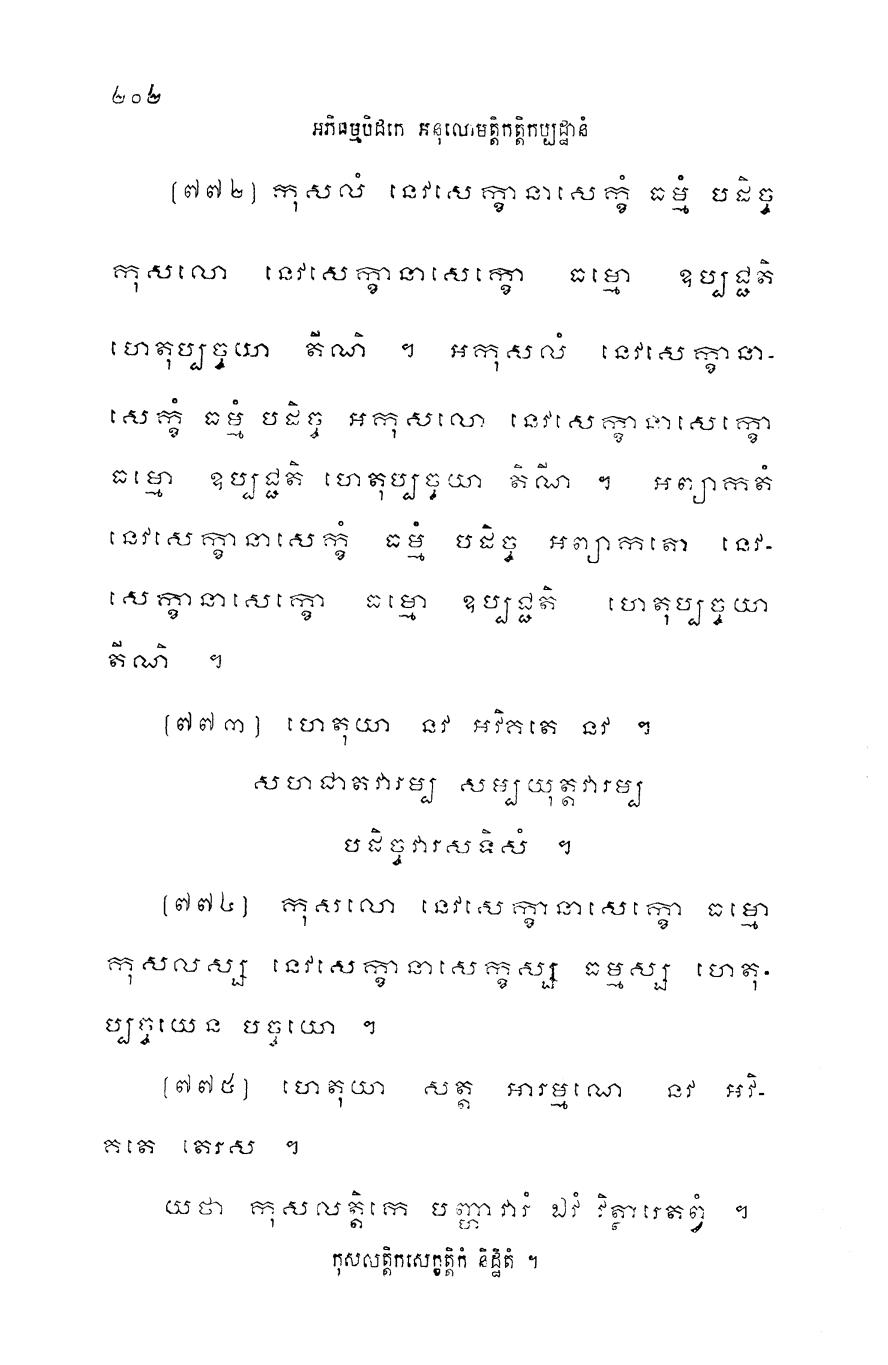 ២០២
អភិធម្មបិដកេ អនុលោមត្តិកត្តិកប្បដ្ឋានំ
(៧៧២) កុសលំ នេវសេក្ខានាសេក្ខំ ធម្មំ បដិច្ច
កុសលោ នេវសេក្ខានាសេក្ខោ ធម្មោ ឧប្បជ្ជតិ
ហេតុប្បច្ចយា តីណិ ។ អកុសលំ នេវសេក្ខានា-
សេក្ខំ ធម្មំ បដិច្ច អកុសលោ នេវសេក្ខានាសេក្ខោ
ធម្មោ ឧប្បជ្ជតិ ហេតុប្បច្ចយា តិណី ។ អព្យាកតំ
នេវសេក្ខានាសេក្ខំ ធម្មំ បដិច្ច អព្យាកតោ នេវ-
សេក្ខានាសេក្ខោ ធម្មោ ឧប្បជ្ជតិ ហេតុប្បច្ចយា
តីណិ ។
(៧៧៣) ហេតុយា នវ អវិគតេ នវ ។
សហជាតវារម្ប សម្បយុត្តវារម្ប
បដិច្ចវារសទិសំ ។
(៧៧៤) កុសលោ នេវសេក្ខានាសេក្ខោ ធម្មោ
កុសលស្ស នេវសេក្ខានាសេក្ខស្ស ធម្មស្ស ហេតុ-
ប្បច្ចយេន បច្ចយោ ។
(៧៧៥) ហេតុយា សត្ត អារម្មណោ នវ អវិ-
គតេ តេរស ។
យថា កុសលត្តិកេ បញ្ហាវារំ ឯវំ វិត្ថារេតព្វំ ។
កុសលត្តិកសេក្ខត្តិកំ និដ្ឋិតំ ។